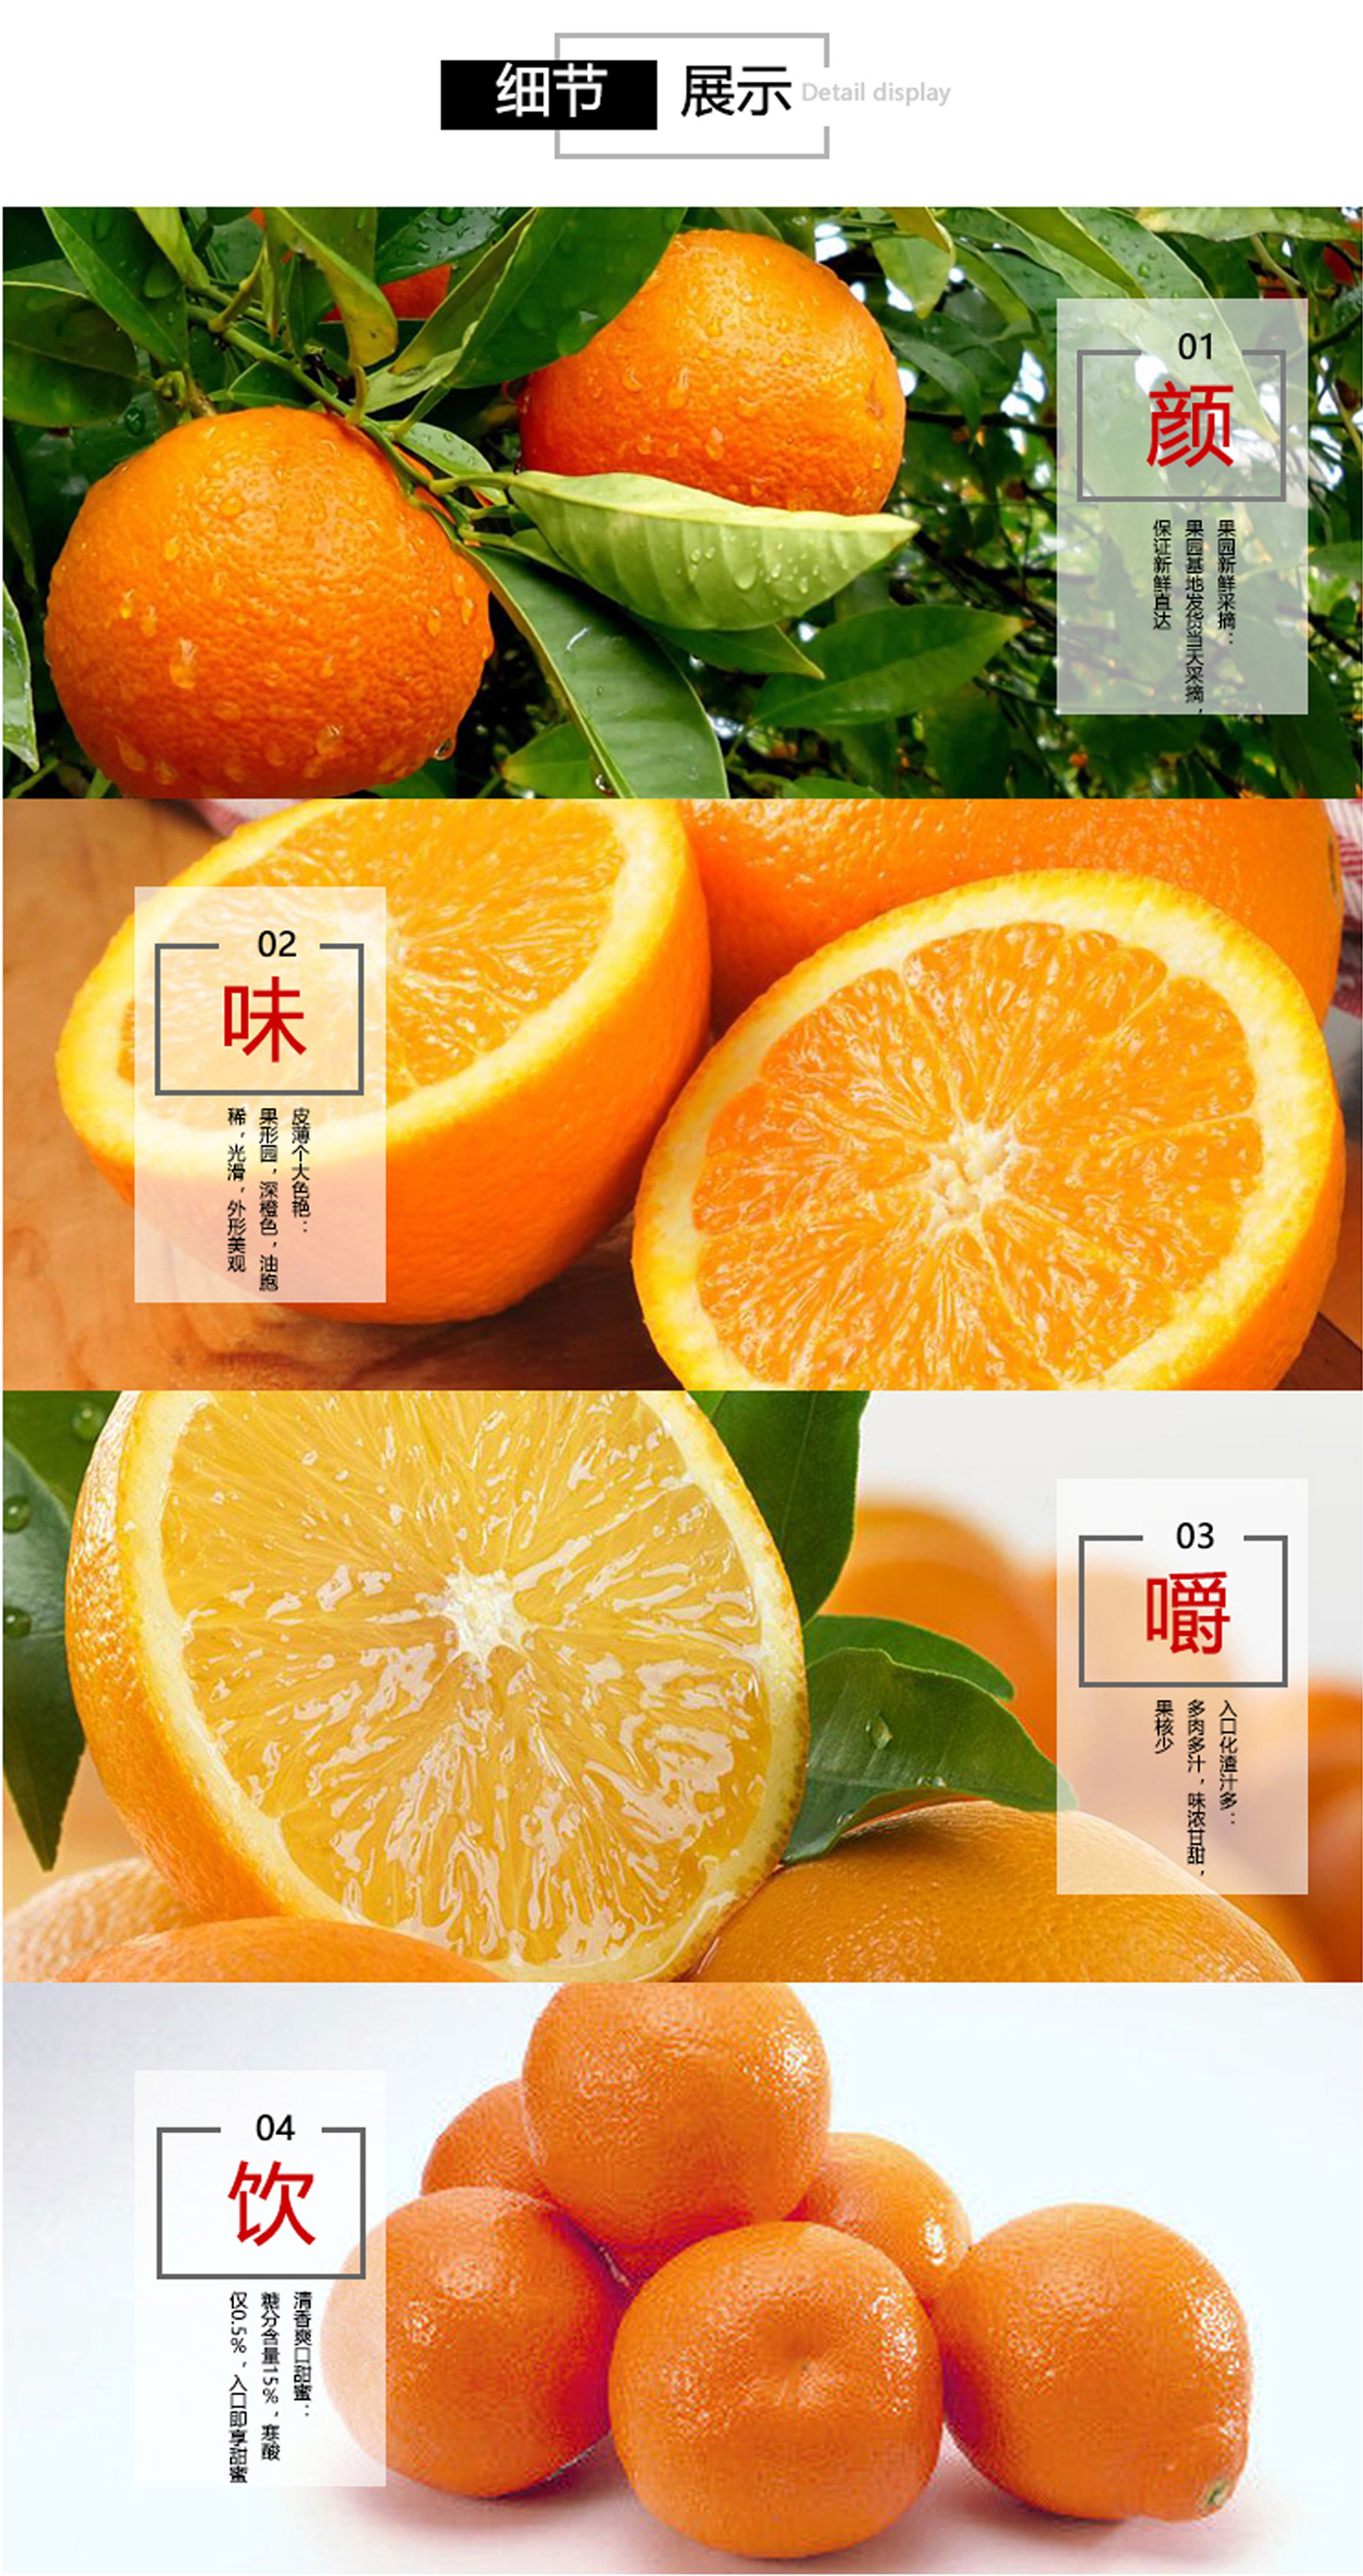 细节 展示 Detail display
01
颜
果园新鲜采摘：
果园基地发货当天采摘，
保证新鲜直达
02
味
皮薄个大色艳：
果形园，深橙色，油胞
稀，光滑，外形美观
03
嚼
入口化渣汁多：
多肉多汁，味浓甘甜，
果核少
04
饮
清香爽口甜蜜：
糖分含量15%，寒酸
仅0.5%，入口即享甜蜜